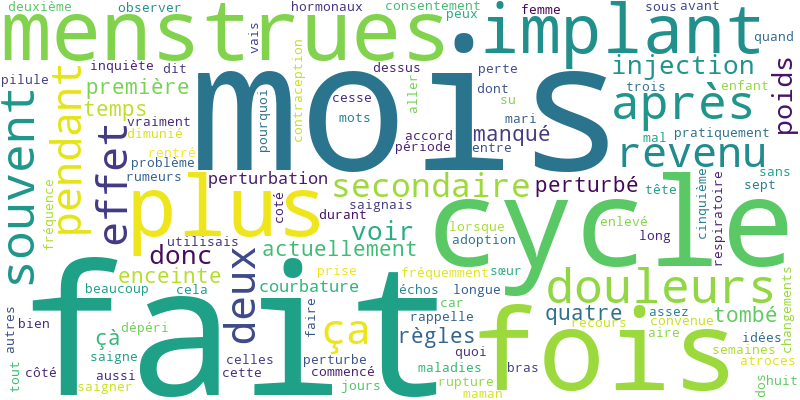 deuxième
observer
vais
hormonaux
consentement
peux
femme
sous
avant
quand
menstrues
implant
pilule
inquiète
dit
première
temps
vraiment
dimunié
rentré
problème
rumeurs
pourquoi
contraception
mois
cesse
mots
dessus
aller
accord
période
perte
dont
su
mari
manqué
entre
injection
trois
enfant
après
mal
pratiquement
revenu
poids
souvent
pendant
effet
fréquence
perturbation
plus
durant
coté
saignais
secondaire
perturbé
tête
sans
sept
cinquième
respiratoire
utilisais
donc
voir
actuellement
lorsque
adoption
cycle
enlevé
long
enceinte
deux
courbature
prise
fréquemment
sœur
douleurs
beaucoup
cela
échos
longue
tombé
changements
autres
bien
çà
dépéri
fait
faire
ça
rappelle
car
règles
fois
quatre
assez
recours
convenue
aire
idées
semaines
atroces
saigne
celles
perturbe
commencé
quoi
maladies
bras
tout
côté
aussi
saigner
cette
jours
rupture
maman
dos
huit